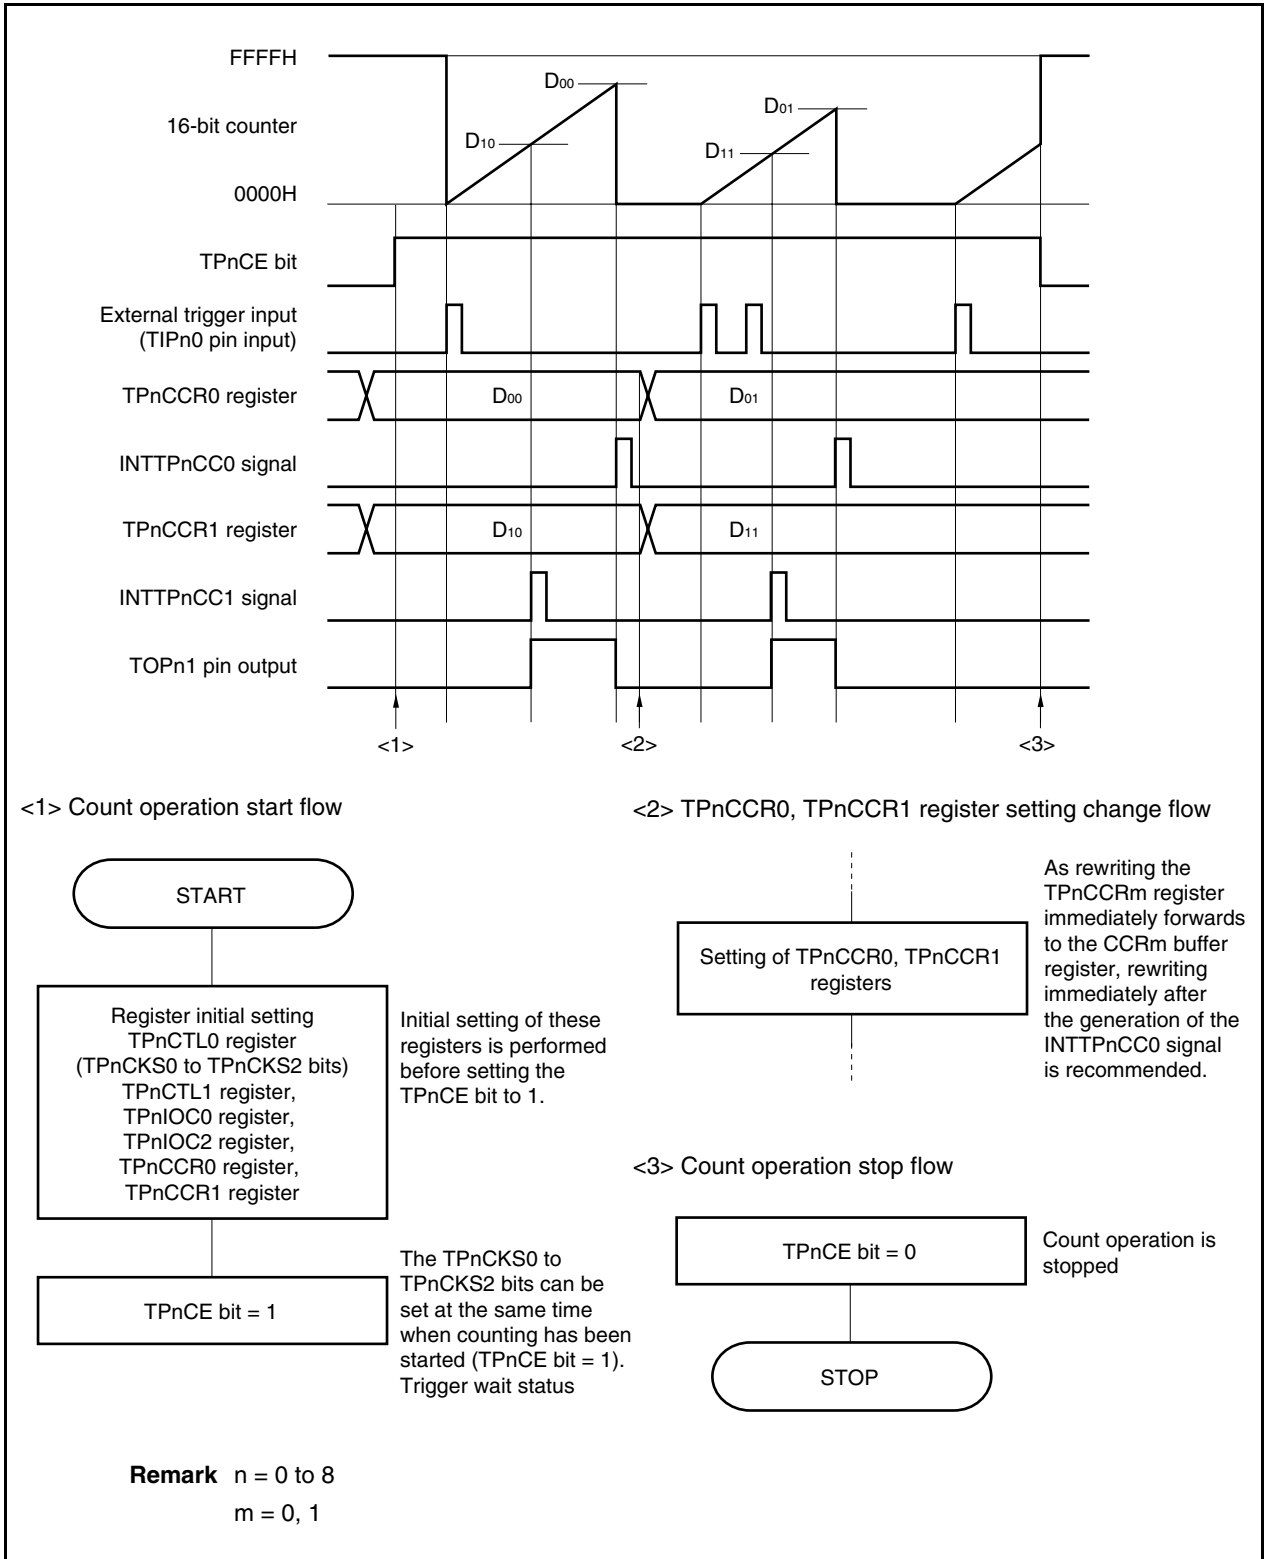 FFFFH
D00
D01
16-bit counter
D10
D11
0000H
TPnCE bit
External trigger input
(TIPn0 pin input)
TPnCCR0 register
D00
D01
INTTPnCC0 signal
TPnCCR1 register
D10
D11
INTTPnCC1 signal
TOPn1 pin output
<1>
<2>
<3>
<1> Count operation start flow
START
Register initial setting
TPnCTL0 register
(TPnCKS0 to TPnCKS2 bits)
TPnCTL1 register,
TPnIOC0 register,
TPnIOC2 register,
TPnCCR0 register,
TPnCCR1 register
Initial setting of these
registers is performed
before setting the
TPnCE bit to 1.
TPnCE bit = 1
The TPnCKS0 to
TPnCKS2 bits can be
set at the same time
when counting has been
started (TPnCE bit = 1).
Trigger wait status
<2> TPnCCR0, TPnCCR1 register setting change flow
Setting of TPnCCR0, TPnCCR1
registers
As rewriting the
TPnCCRm register
immediately forwards
to the CCRm buffer
register, rewriting
immediately after
the generation of the
INTTPnCC0 signal
is recommended.
<3> Count operation stop flow
TPnCE bit = 0
Count operation is
stopped
STOP
Remark n = 0 to 8
m = 0, 1